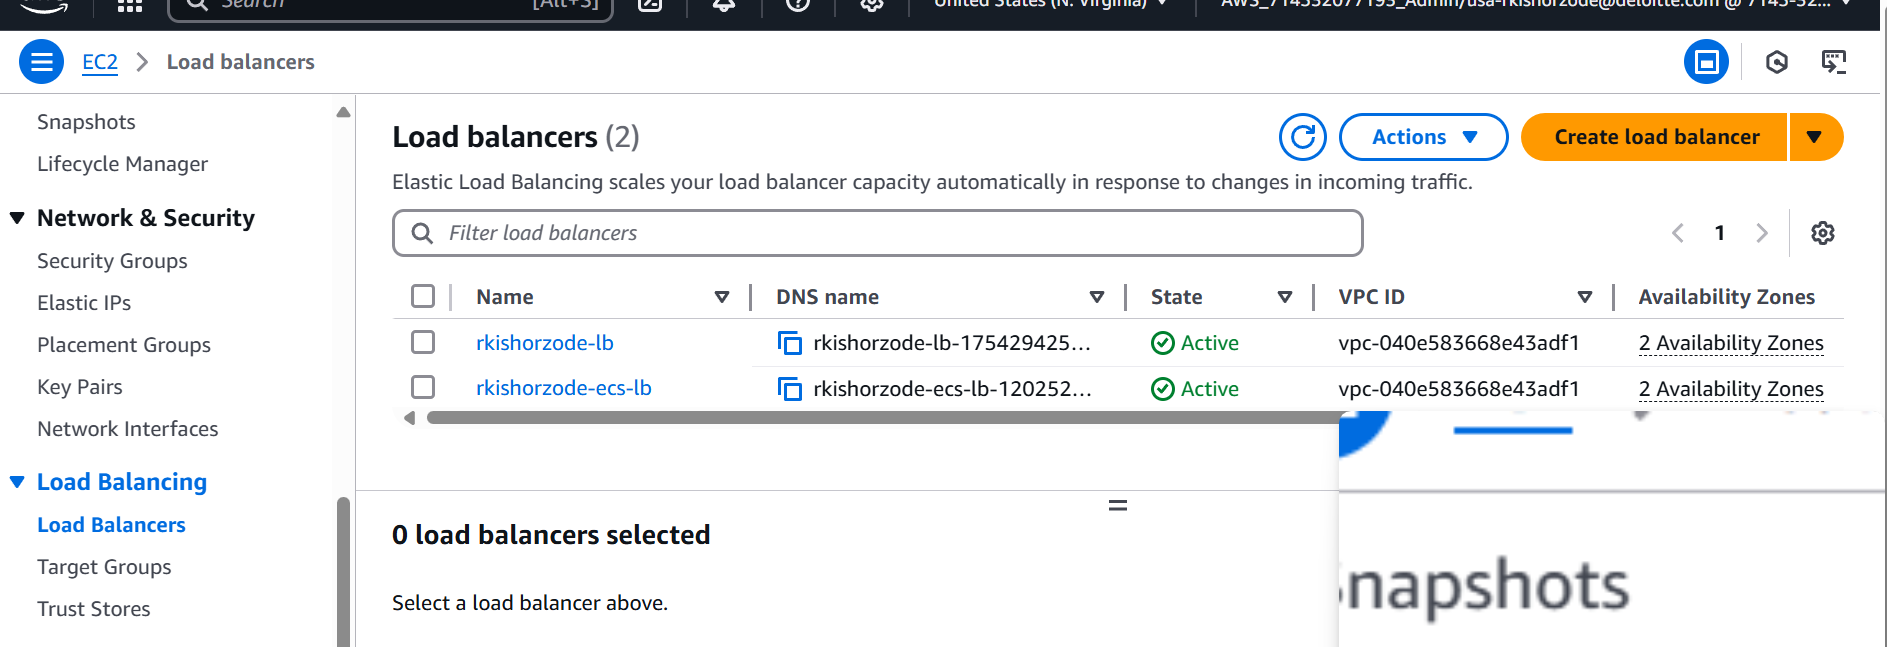 Search [Alt+S] United States (N. Virginia) AWS_714352077193_Admin/usa-rkishorzode@deloitte.com @ 7143-52...
EC2 Load balancers
Snapshots
Lifecycle Manager
Network & Security
Security Groups
Elastic IPs
Placement Groups
Key Pairs
Network Interfaces
Load Balancing
Load Balancers
Target Groups
Trust Stores
Load balancers (2)
Actions
Create load balancer
Elastic Load Balancing scales your load balancer capacity automatically in response to changes in incoming traffic.
Filter load balancers
1
Name DNS name State VPC ID Availability Zones
rkishorzode-lb rkishorzode-lb-175429425... Active vpc-040e583668e43adf1 2 Availability Zones
rkishorzode-ecs-lb rkishorzode-ecs-lb-120252... Active vpc-040e583668e43adf1 2 Availability Zones
0 load balancers selected
Select a load balancer above.
napshots